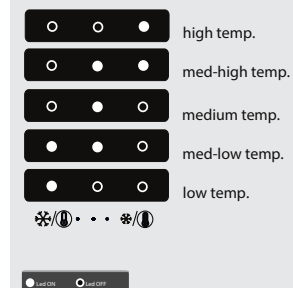 high temp.
med-high temp.
medium temp.
med-low temp.
low temp.
Led ON Led OFF